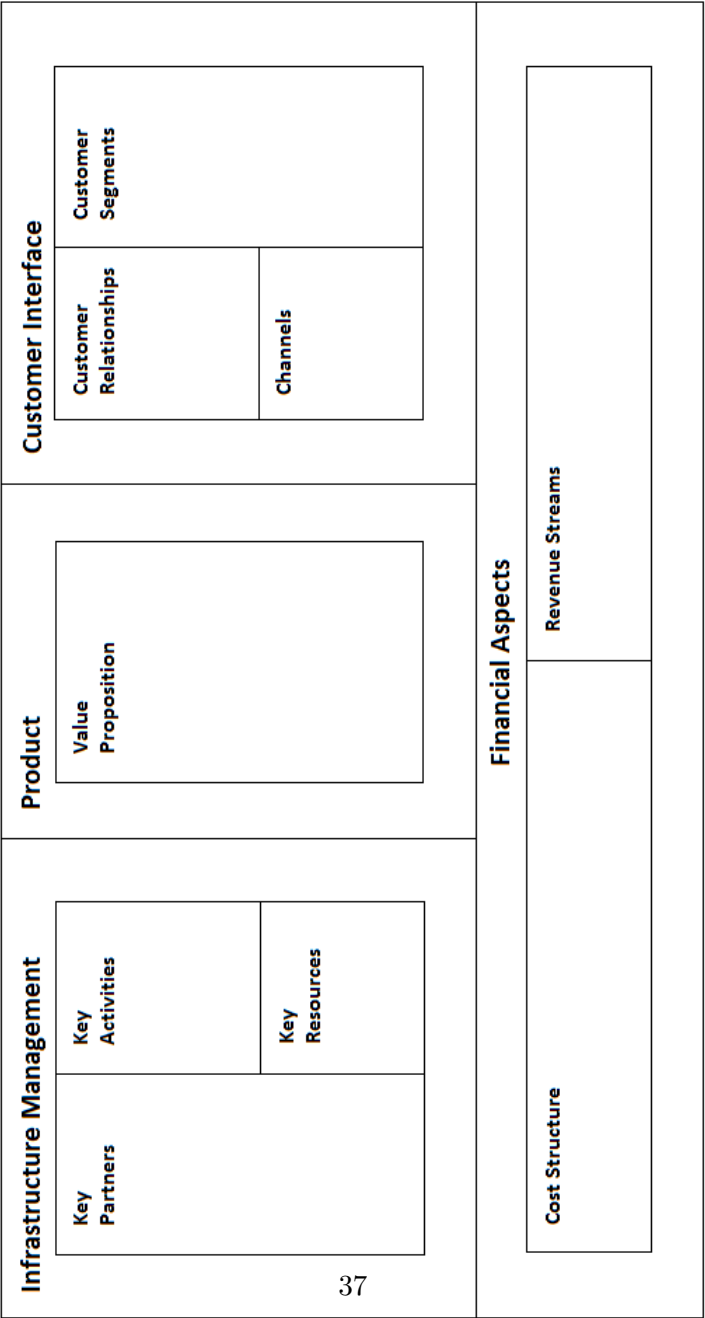 Infrastructure Management
Key
Partners
Key
Activities
Key
Resources
Product
Value
Proposition
Customer Interface
Customer
Relationships
Channels
Customer
Segments
Financial Aspects
Cost Structure
Revenue Streams
37